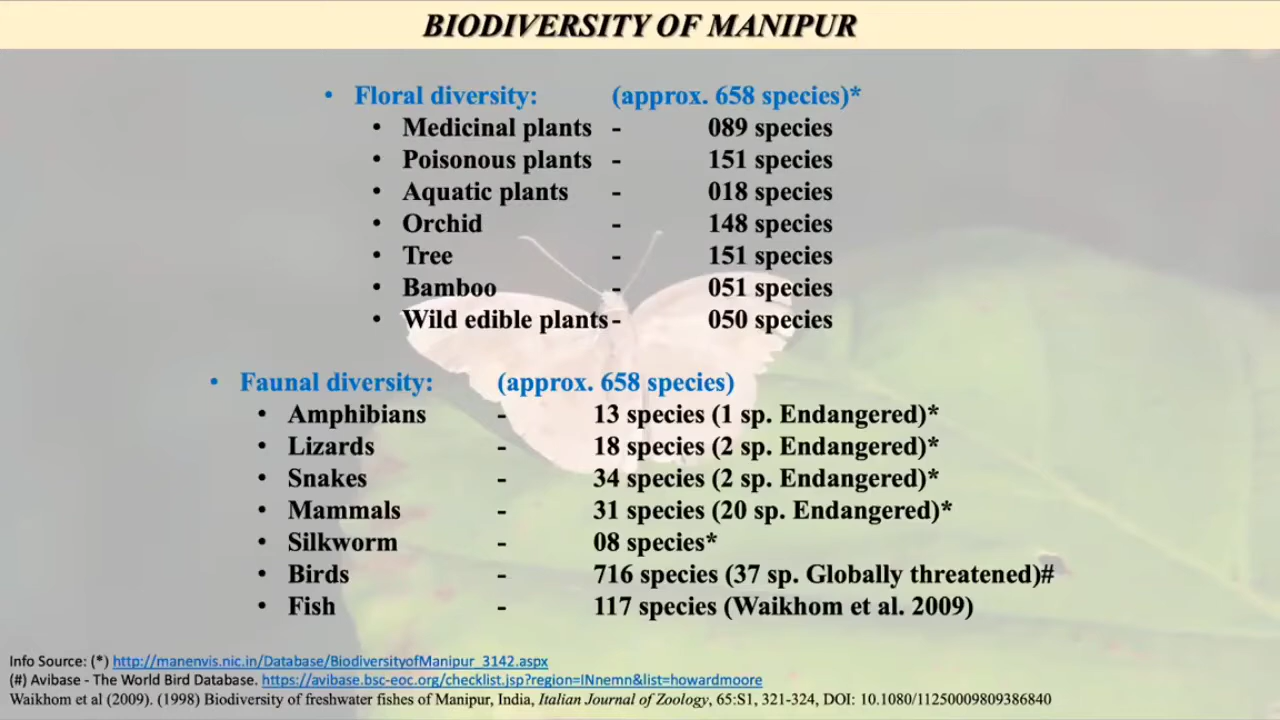 BIODIVERSITY OF MANIPUR
• Floral diversity: (approx. 658 species)*
• Medicinal plants - 089 species
• Poisonous plants - 151 species
• Aquatic plants - 018 species
• Orchid - 148 species
• Tree - 151 species
• Bamboo - 051 species
• Wild edible plants - 050 species
• Faunal diversity: (approx. 658 species)
• Amphibians - 13 species (1 sp. Endangered)*
• Lizards - 18 species (2 sp. Endangered)*
• Snakes - 34 species (2 sp. Endangered)*
• Mammals - 31 species (20 sp. Endangered)*
• Silkworm - 08 species*
• Birds - 716 species (37 sp. Globally threatened)#
• Fish - 117 species (Waikhom et al. 2009)
Info Source: (*) http://manenvis.nic.in/Database/BiodiversityofManipur_3142.aspx
(#) Avibase - The World Bird Database. https://avibase.bsc-eoc.org/checklist.jsp?region=INnemn&list=howardmoore
Waikhom et al (2009). (1998) Biodiversity of freshwater fishes of Manipur, India, Italian Journal of Zoology, 65:S1, 321-324, DOI: 10.1080/11250009809386840